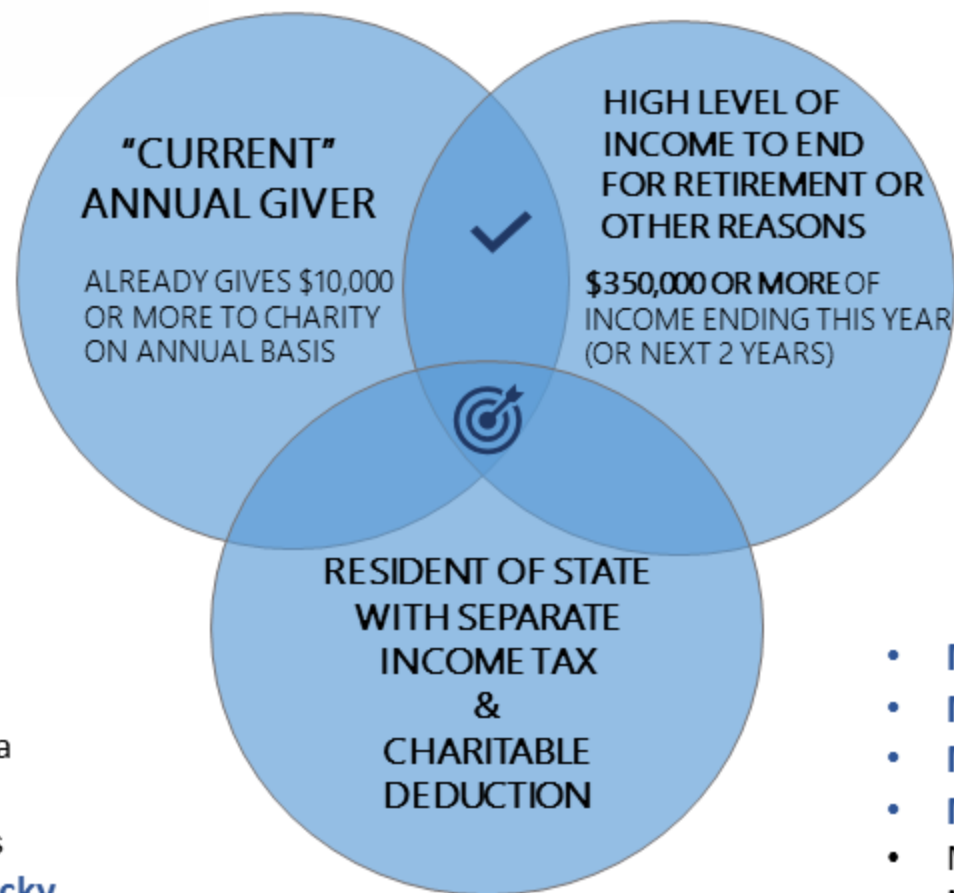 "CURRENT"
ANNUAL GIVER
ALREADY GIVES $10,000
OR MORE TO CHARITY
ON ANNUAL BASIS
HIGH LEVEL OF
INCOME TO END
FOR RETIREMENT OR
OTHER REASONS
$350,000 OR MORE OF
INCOME ENDING THIS YEAR
(OR NEXT 2 YEARS)
RESIDENT OF STATE
WITH SEPARATE
INCOME TAX
&
CHARITABLE
DEDUCTION